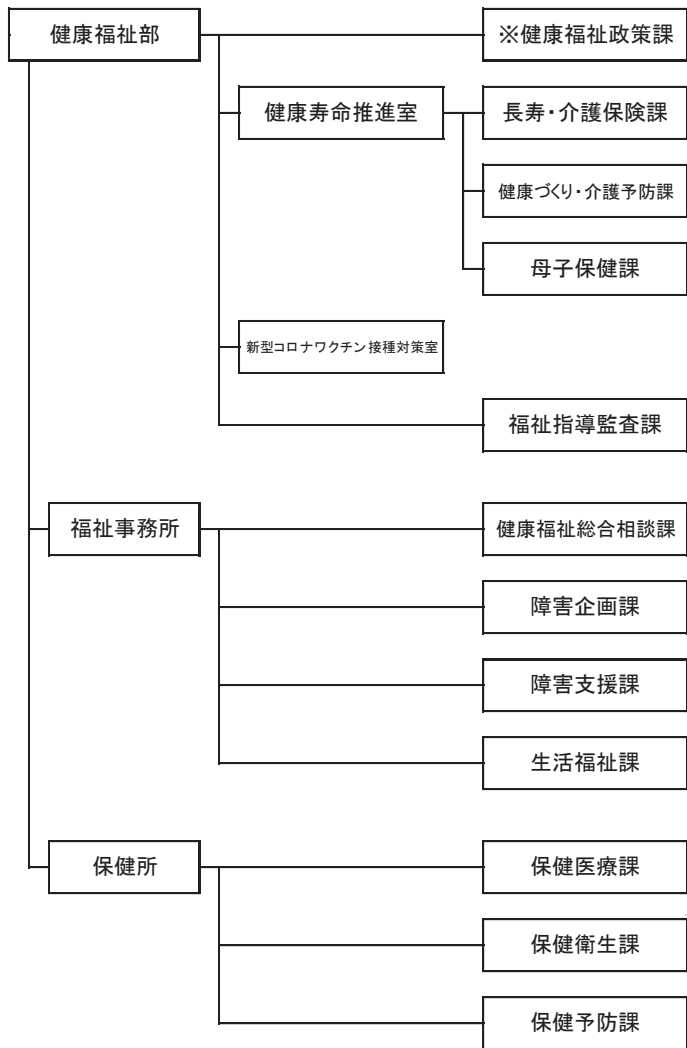 健康福祉部
※健康福祉政策課
健康寿命推進室
長寿・介護保険課
健康づくり・介護予防課
母子保健課
新型コロナワクチン接種対策室
福祉指導監査課
福祉事務所
健康福祉総合相談課
障害企画課
障害支援課
生活福祉課
保健所
保健医療課
保健衛生課
保健予防課